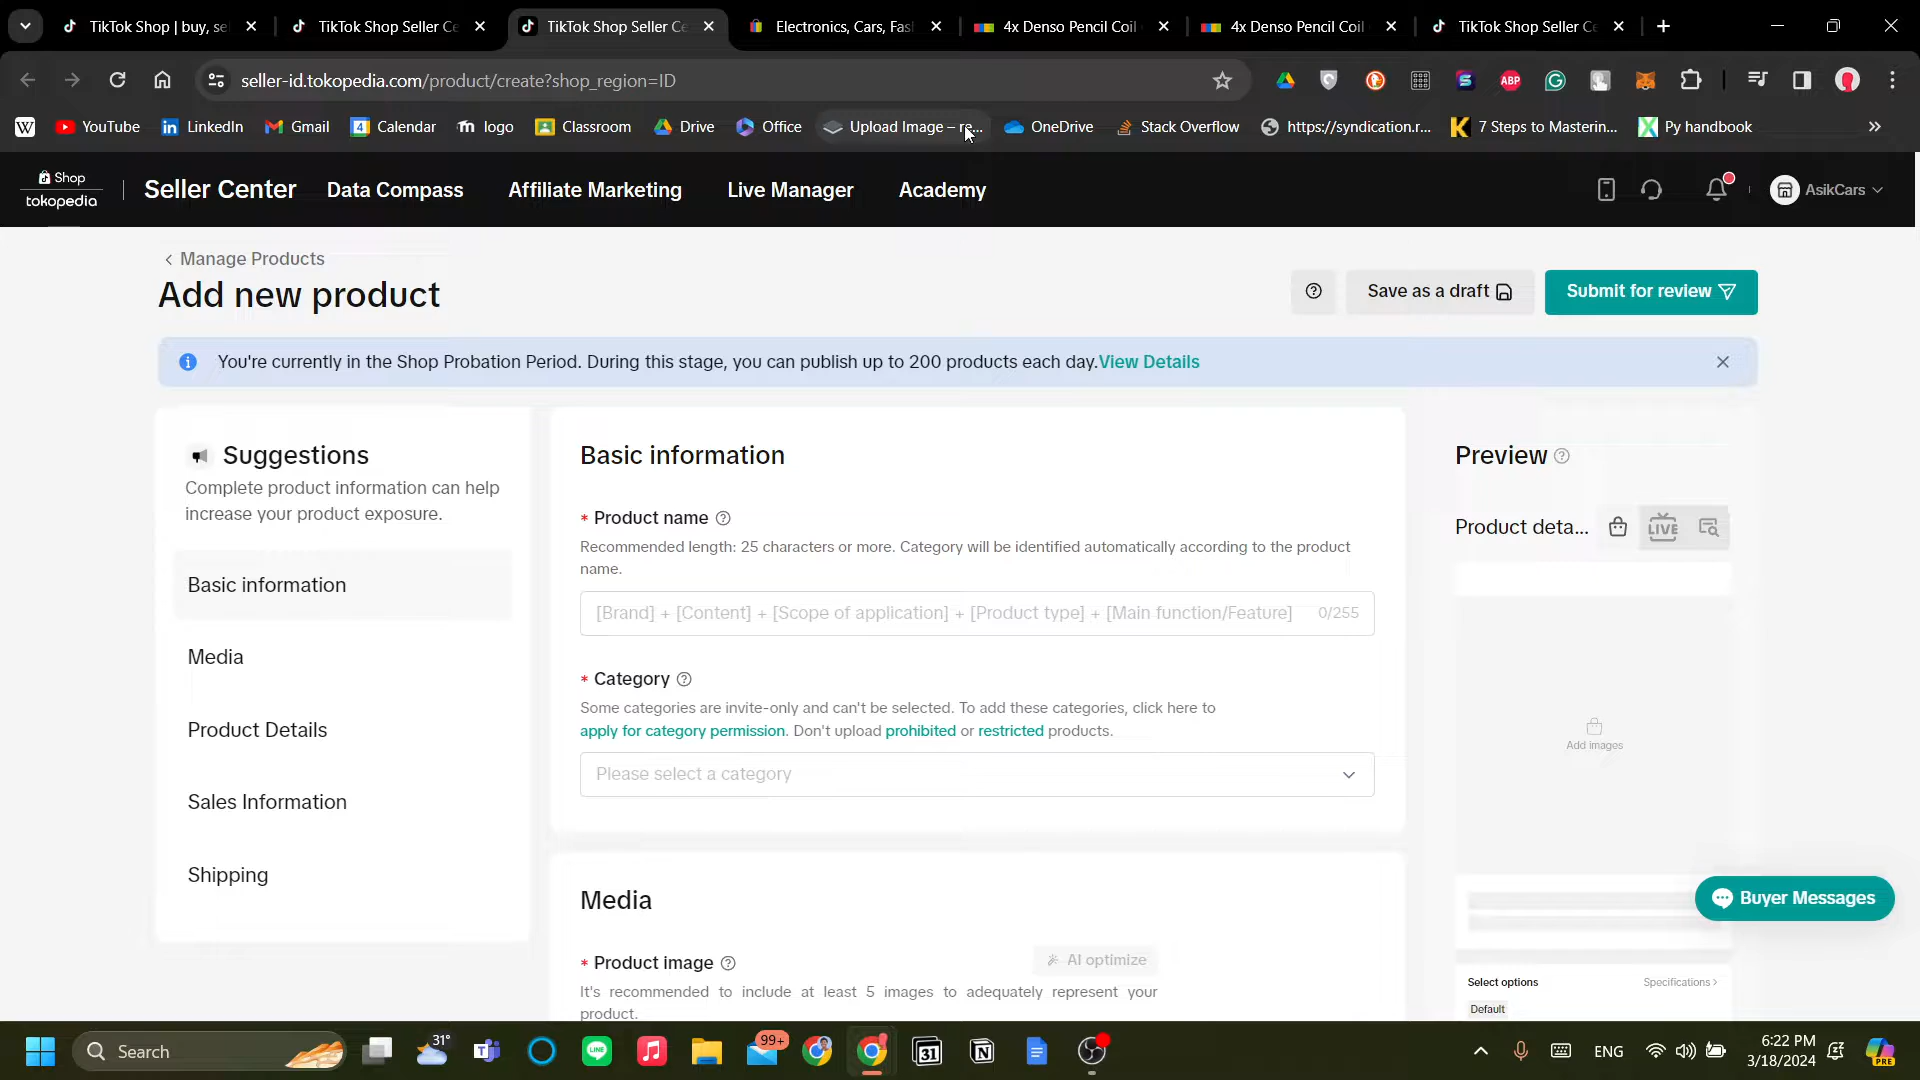 TikTok Shop | buy, se
TikTok Shop Seller Ce
TikTok Shop Seller Ce
Electronics, Cars, Fas
4x Denso Pencil Coil
4x Denso Pencil Coil
TikTok Shop Seller Ce
seller-id.tokopedia.com/product/create?shop_region=ID
ABP
W YouTube LinkedIn Gmail 4 Calendar m logo Classroom Drive Office Upload Image – re... OneDrive Stack Overflow https://syndication.r... 7 Steps to Masterin... Py handbook
Shop
tokopedia
Seller Center Data Compass Affiliate Marketing Live Manager Academy
AsikCars
Manage Products
Add new product
Save as a draft
Submit for review
You're currently in the Shop Probation Period. During this stage, you can publish up to 200 products each day.View Details
Suggestions
Complete product information can help
increase your product exposure.
Basic information
Media
Product Details
Sales Information
Shipping
Basic information
* Product name
Recommended length: 25 characters or more. Category will be identified automatically according to the product
name.
[Brand] + [Content] + [Scope of application] + [Product type] + [Main function/Feature] 0/255
* Category
Some categories are invite-only and can't be selected. To add these categories, click here to
apply for category permission. Don't upload prohibited or restricted products.
Please select a category
Media
* Product image
AI optimize
It's recommended to include at least 5 images to adequately represent your
product.
Preview
Product deta...
LIVE
Add images
Buyer Messages
Select options
Specifications >
Default
Search
31°
LINE
99+
31
ENG
6:22 PM
3/18/2024
PRE